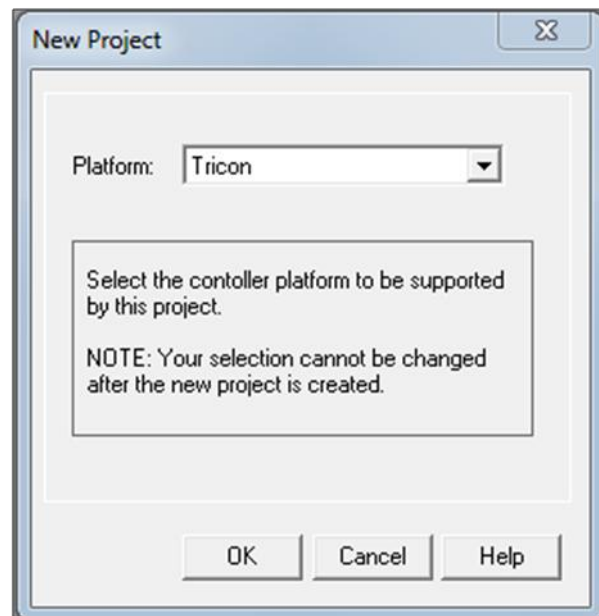 New Project
Platform: Tricon
Select the contoller platform to be supported
by this project.
NOTE: Your selection cannot be changed
after the new project is created.
OK Cancel Help